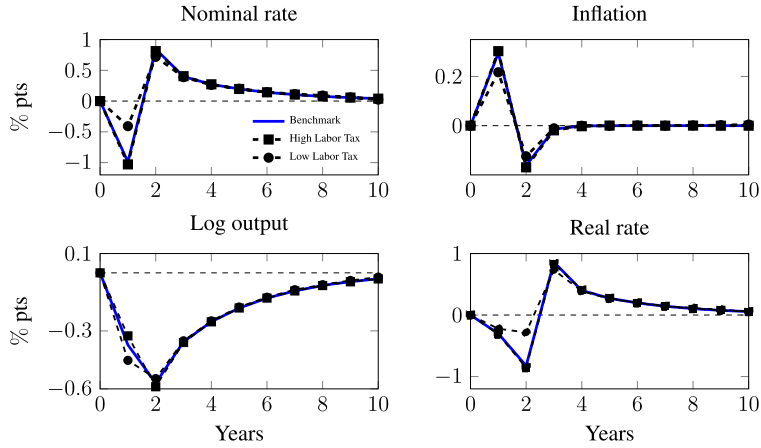 Nominal rate
Inflation
% pts
1
0.5
0
−0.5
−1
Benchmark
High Labor Tax
Low Labor Tax
0 2 4 6 8 10
0.2
0
0 2 4 6 8 10
Log output
Real rate
% pts
0.1
−0.3
−0.6
0 2 4 6 8 10
Years
1
0
−1
0 2 4 6 8 10
Years